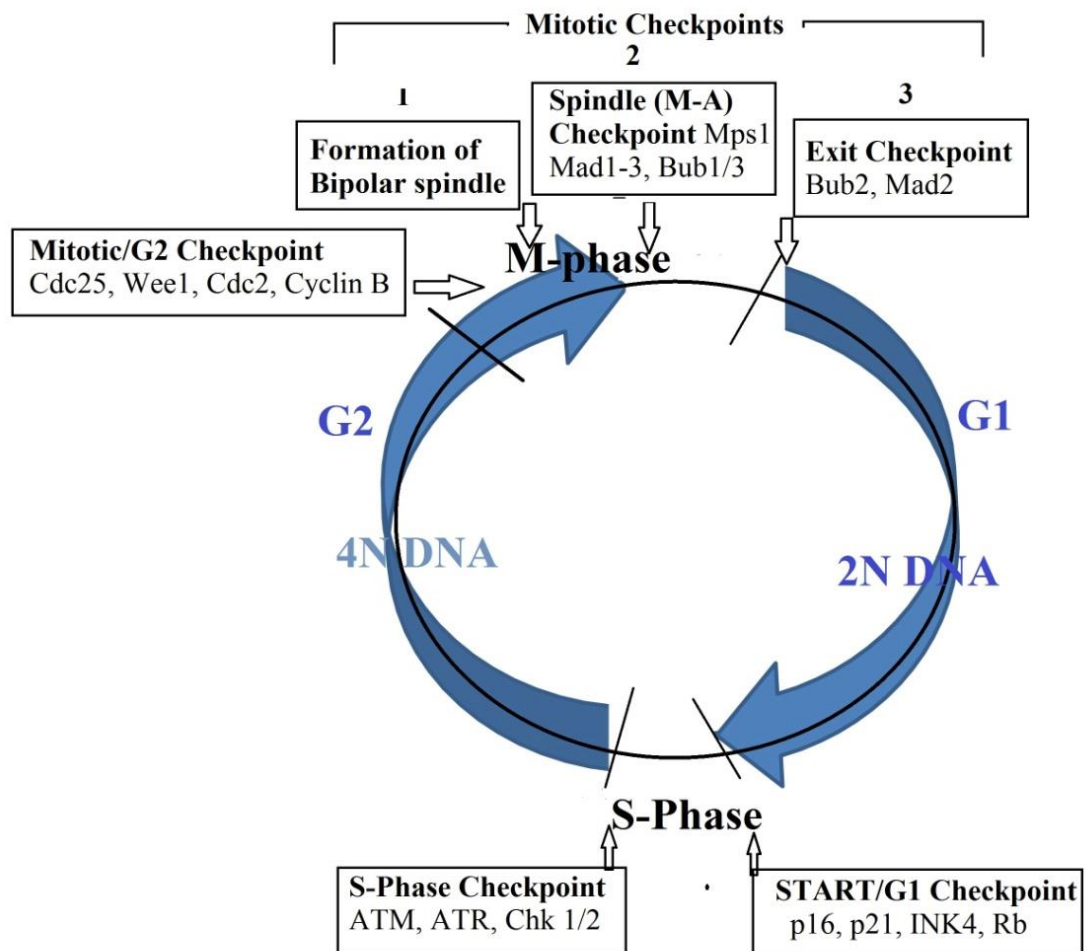 Mitotic Checkpoints
1
2
3
Formation of
Bipolar spindle
Spindle (M-A)
Checkpoint Mps1
Mad1-3, Bub1/3
Exit Checkpoint
Bub2, Mad2
Mitotic/G2 Checkpoint
Cdc25, Wee1, Cdc2, Cyclin B
M-phase
G2
G1
4N DNA
2N DNA
S-Phase
S-Phase Checkpoint
ATM, ATR, Chk 1/2
START/G1 Checkpoint
p16, p21, INK4, Rb